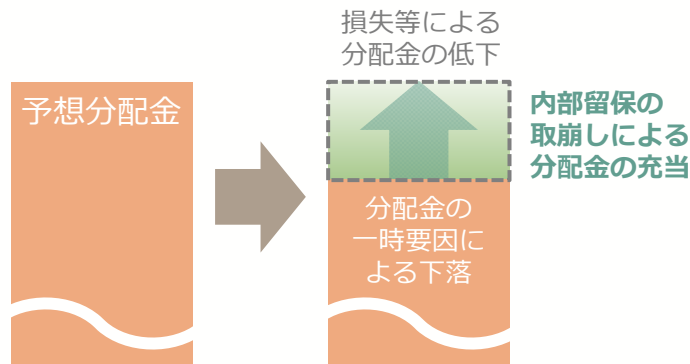 損失等による
分配金の低下
予想分配金
内部留保の
取崩しによる
分配金の充当
分配金の
一時要因に
よる下落